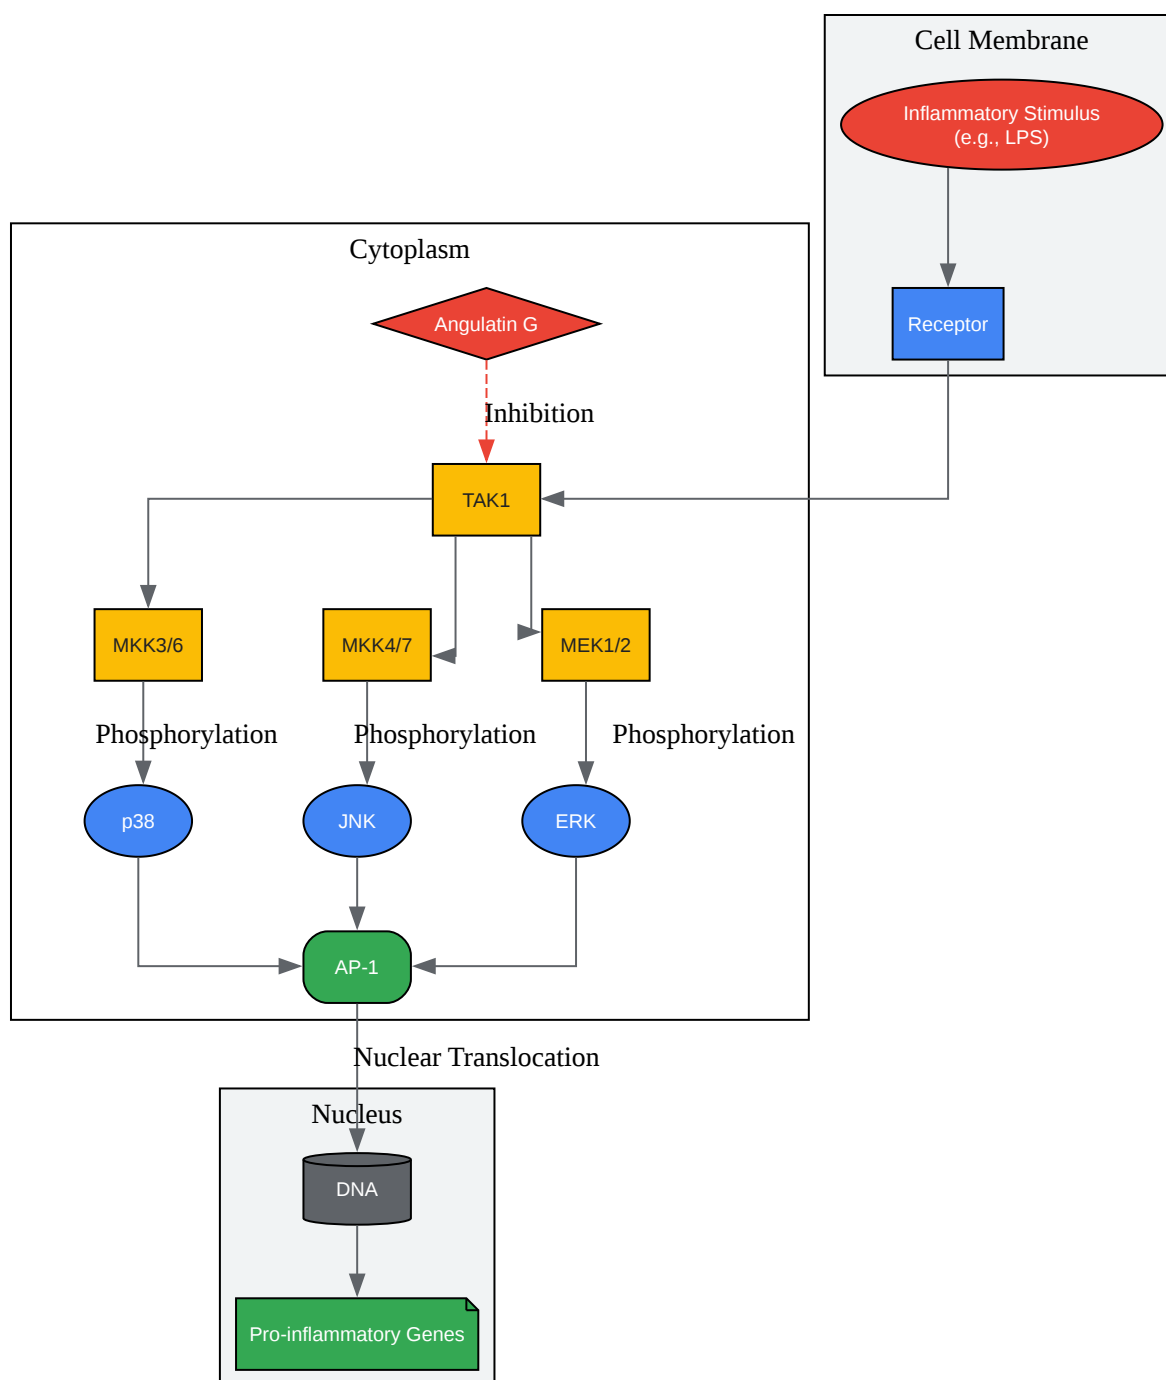 Cell Membrane
Inflammatory Stimulus
(e.g., LPS)
Receptor
Cytoplasm
Angulatin G
Inhibition
TAK1
MKK3/6
MKK4/7
MEK1/2
Phosphorylation
Phosphorylation
Phosphorylation
p38
JNK
ERK
AP-1
Nuclear Translocation
Nucleus
DNA
Pro-inflammatory Genes